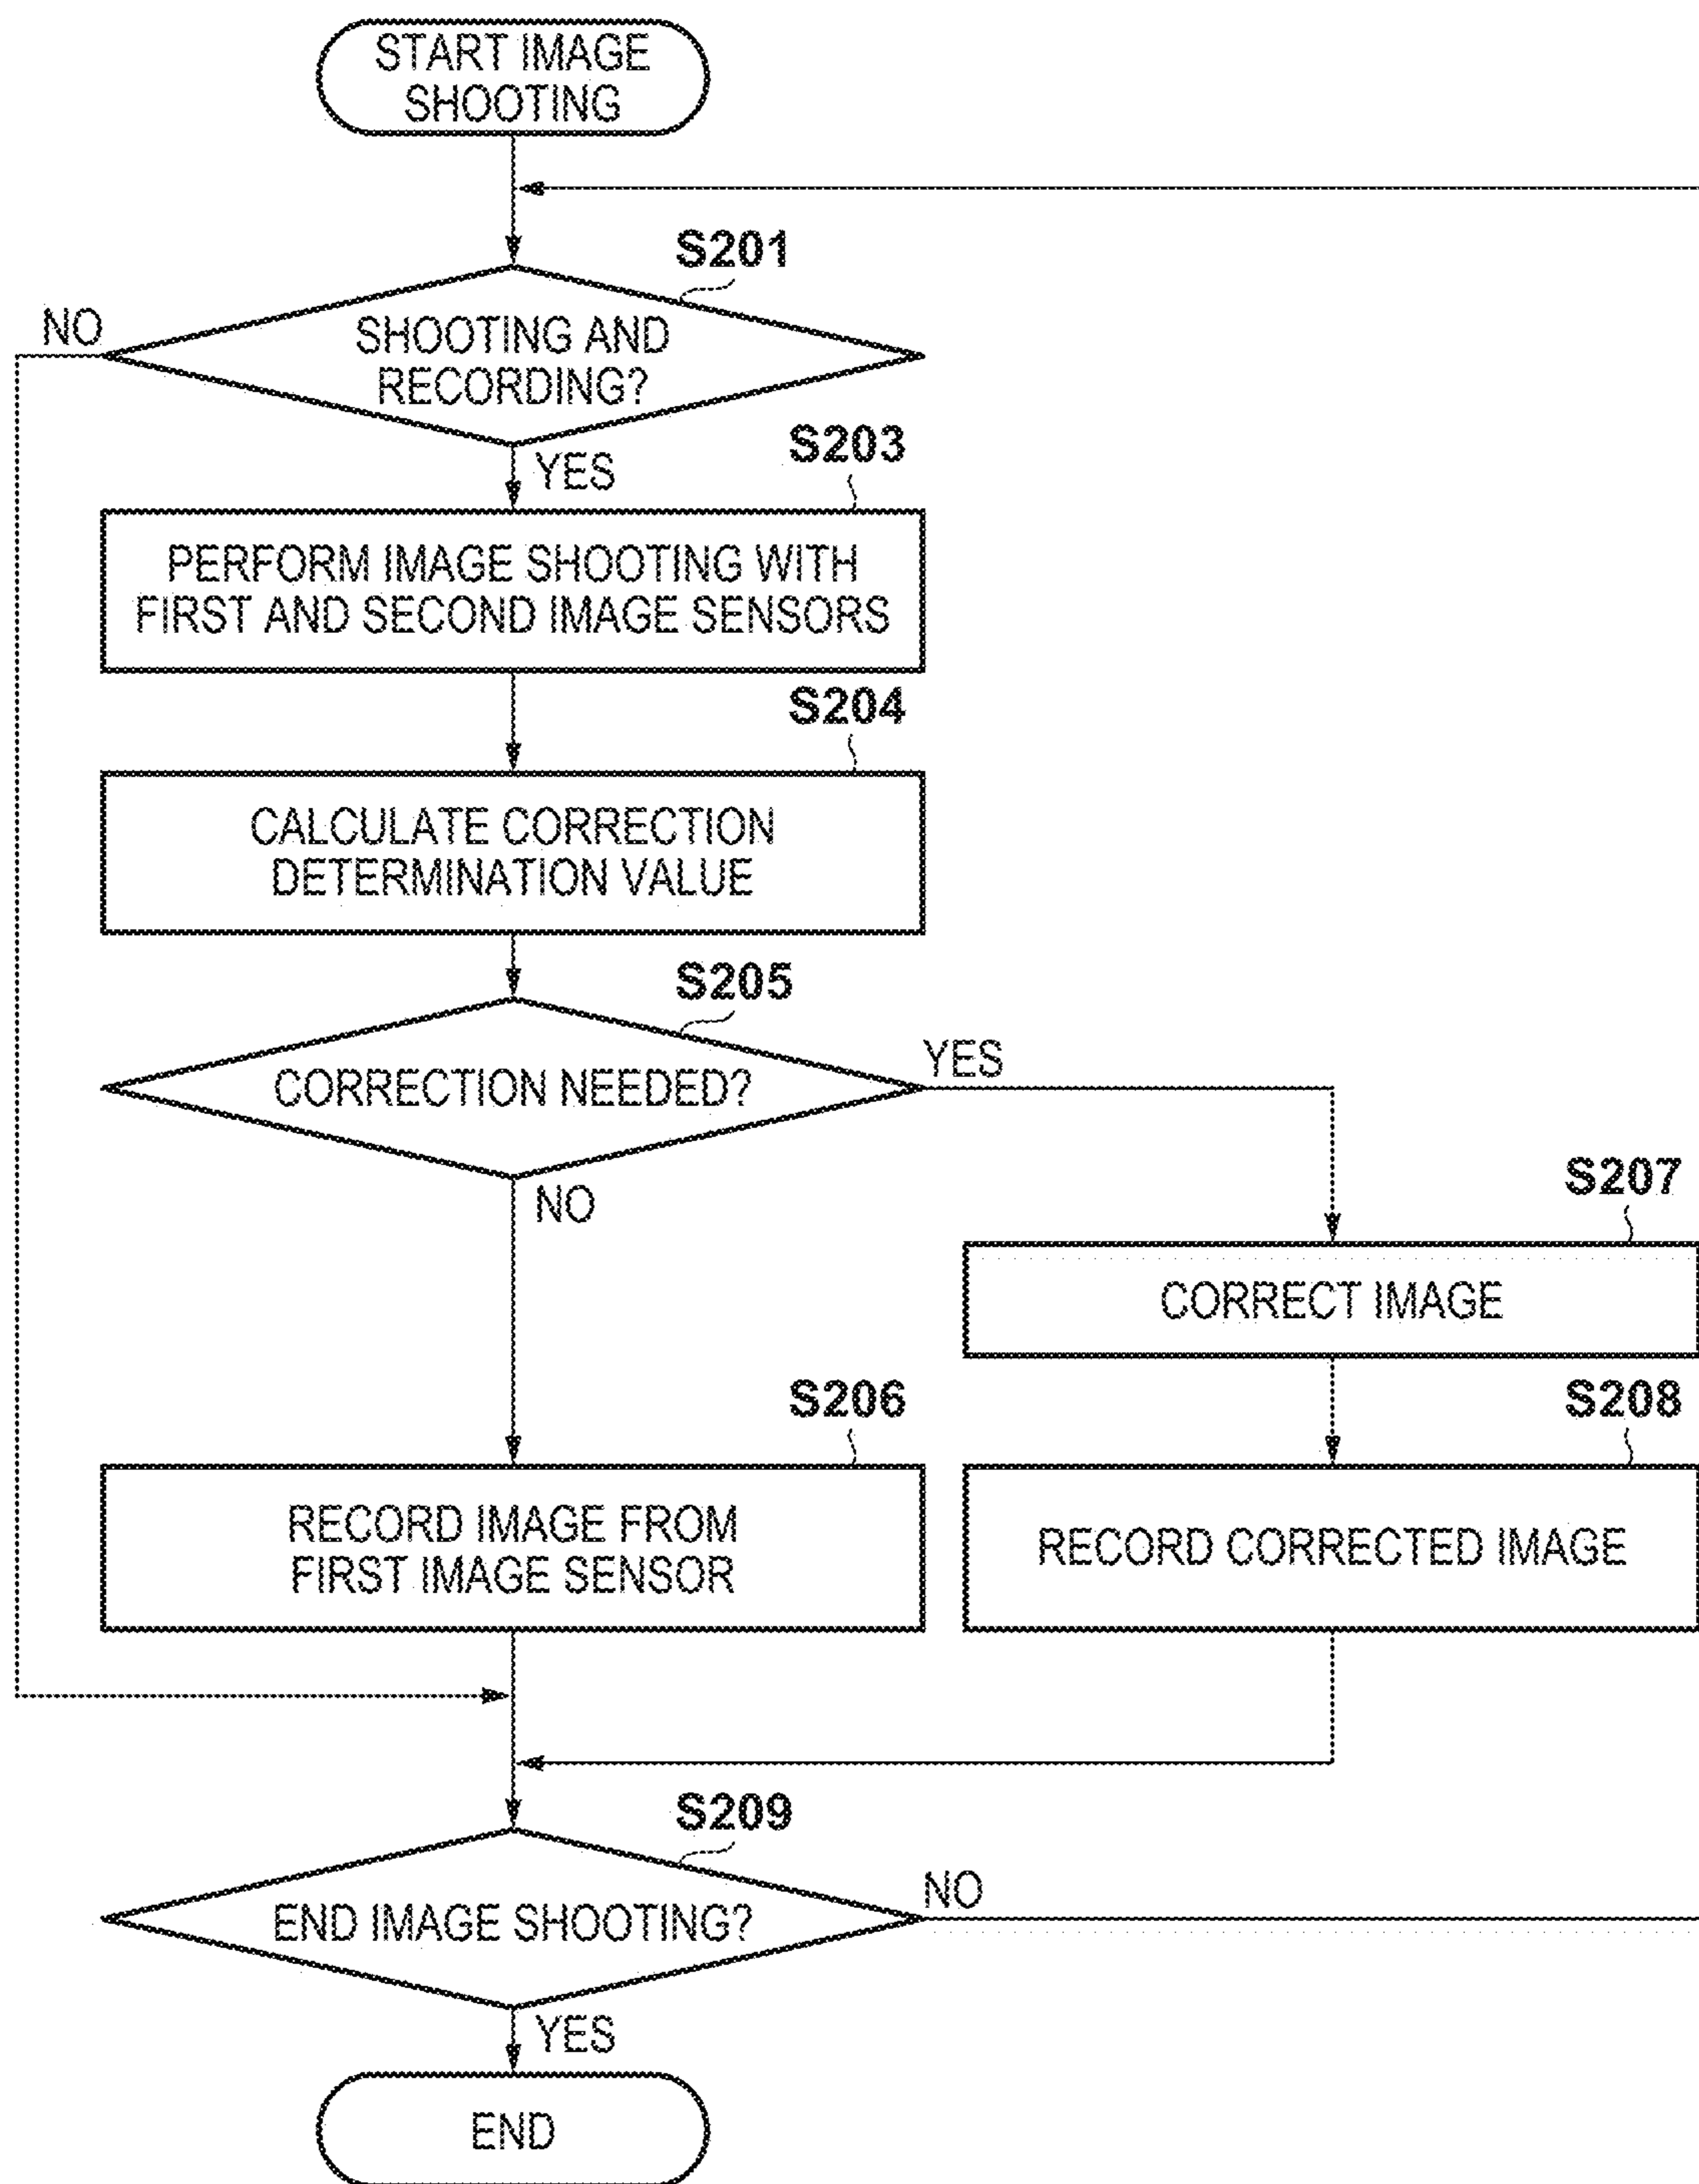 START IMAGE
SHOOTING
S201
NO
SHOOTING AND
RECORDING?
YES
S203
PERFORM IMAGE SHOOTING WITH
FIRST AND SECOND IMAGE SENSORS
S204
CALCULATE CORRECTION
DETERMINATION VALUE
S205
YES
CORRECTION NEEDED?
NO
S207
CORRECT IMAGE
S206
S208
RECORD IMAGE FROM
FIRST IMAGE SENSOR
RECORD CORRECTED IMAGE
S209
NO
END IMAGE SHOOTING?
YES
END